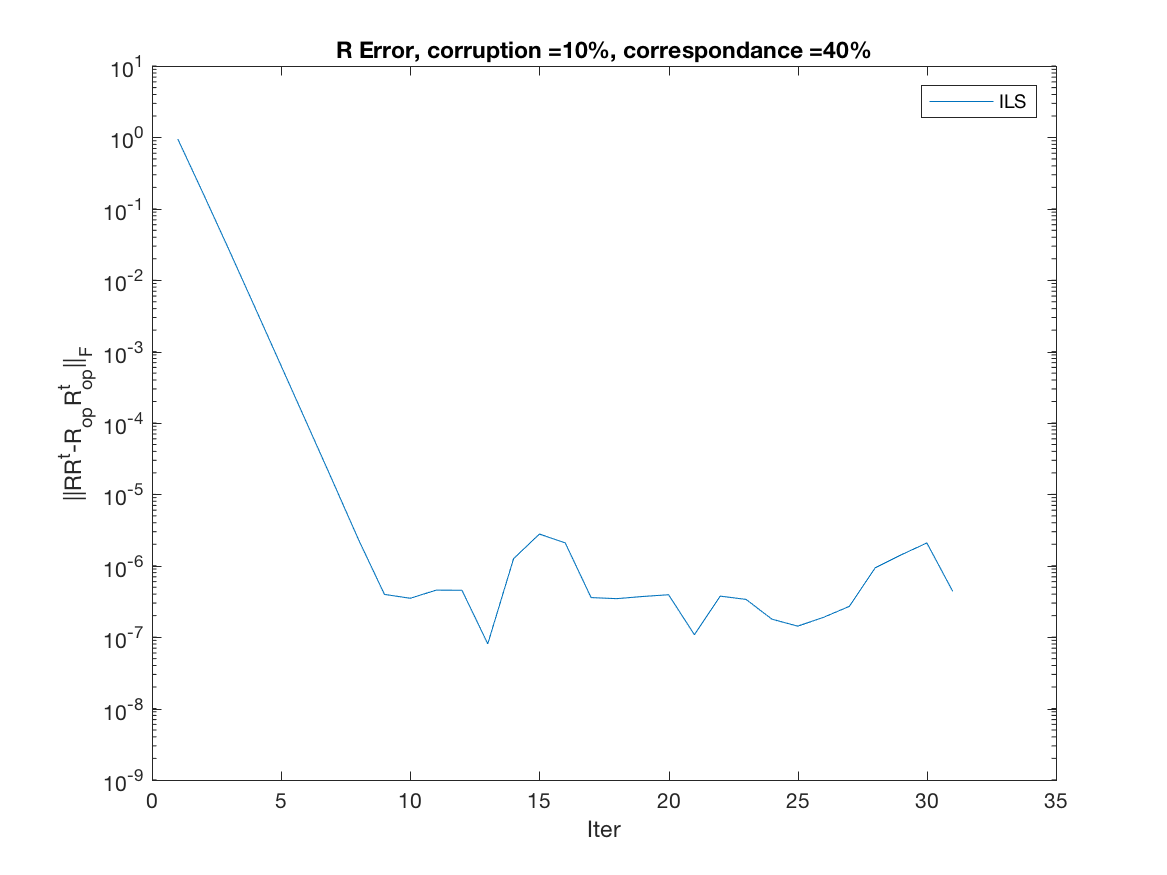 R Error, corruption =10%, correspondance =40%
ILS
10^1
10^0
10^-1
10^-2
10^-3
10^-4
10^-5
10^-6
10^-7
10^-8
10^-9
||RR^t-R_op R^t_op||_F
0 5 10 15 20 25 30 35
Iter